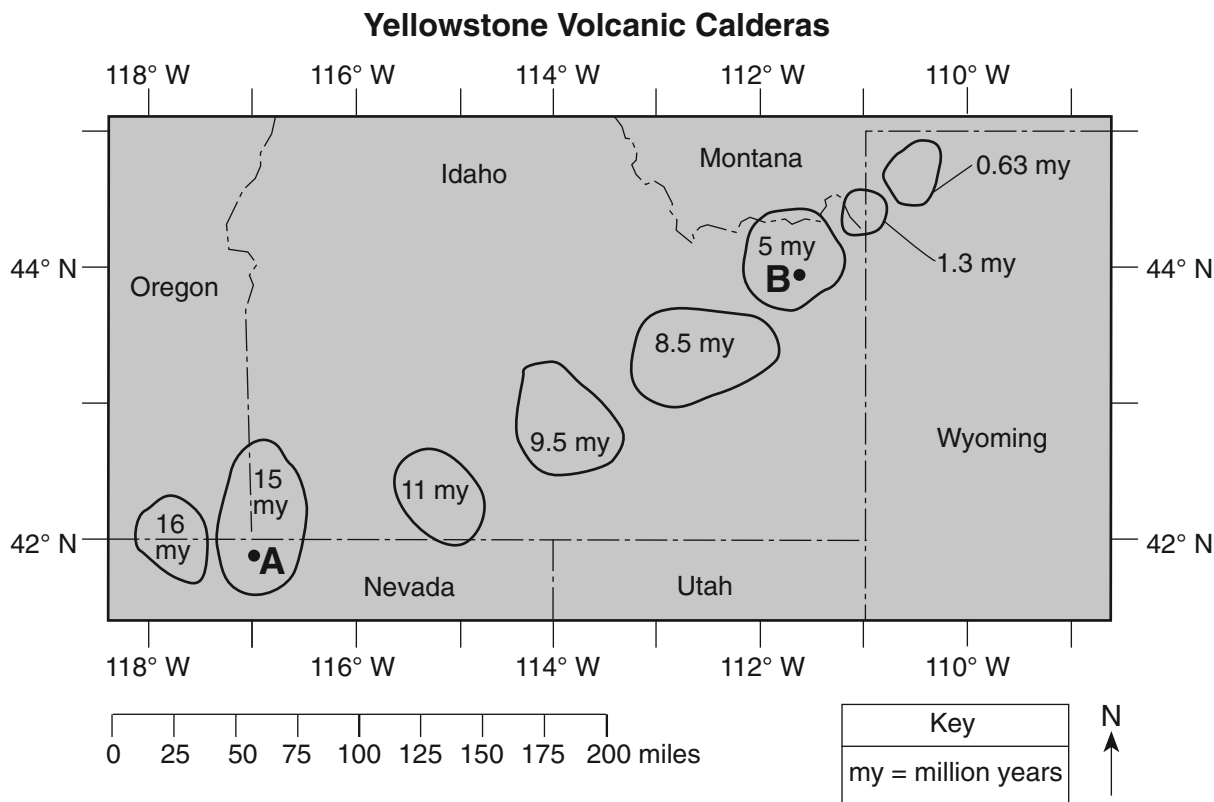 Yellowstone Volcanic Calderas
118° W 116° W 114° W 112° W 110° W
Montana
0.63 my
Idaho
5 my
1.3 my
44° N 44° N
B
Oregon
8.5 my
9.5 my
Wyoming
15
my
11 my
16
my
42° N 42° N
A
Nevada
Utah
118° W 116° W 114° W 112° W 110° W
0 25 50 75 100 125 150 175 200 miles
Key
my = million years
N